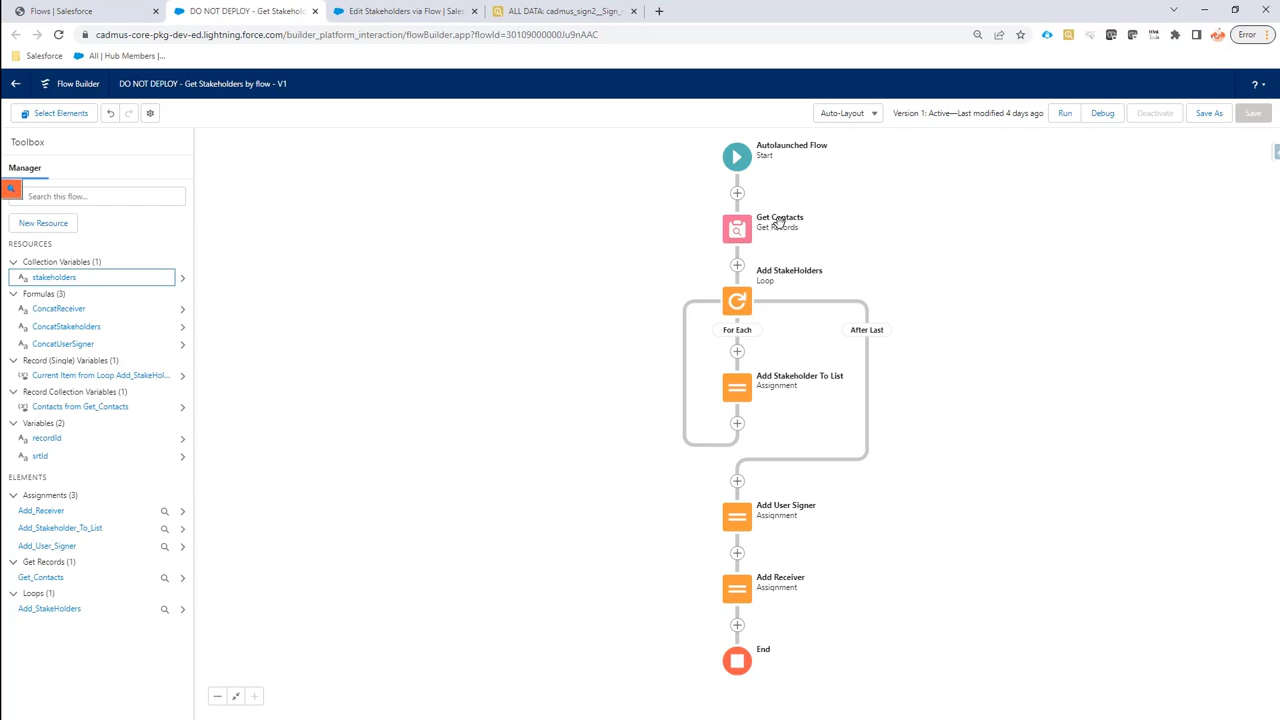 Flows | Salesforce
DO NOT DEPLOY - Get Stakehol
Edit Stakeholders via Flow | Sales
ALL DATA: cadmus_sign2__Sign_
cadmus-core-pkg-dev-ed.lightning.force.com/builder_platform_interaction/flowBuilder.app?flowId=30109000000Ju9nAAC
Error
Salesforce
All | Hub Members |...
Flow Builder
DO NOT DEPLOY - Get Stakeholders by flow - V1
?
Select Elements
Auto-Layout
Version 1: Active—Last modified 4 days ago
Run
Debug
Deactivate
Save As
Save
Toolbox
Manager
Search this flow...
New Resource
RESOURCES
Collection Variables (1)
stakeholders
Formulas (3)
ConcatReceiver
ConcatStakeholders
ConcatUserSigner
Record (Single) Variables (1)
Current Item from Loop Add_StakeHol...
Record Collection Variables (1)
Contacts from Get_Contacts
Variables (2)
recordId
srtId
ELEMENTS
Assignments (3)
Add_Receiver
Add_Stakeholder_To_List
Add_User_Signer
Get Records (1)
Get_Contacts
Loops (1)
Add_StakeHolders
Autolaunched Flow
Start
Get Contacts
Get Records
Add StakeHolders
Loop
For Each
After Last
Add Stakeholder To List
Assignment
Add User Signer
Assignment
Add Receiver
Assignment
End